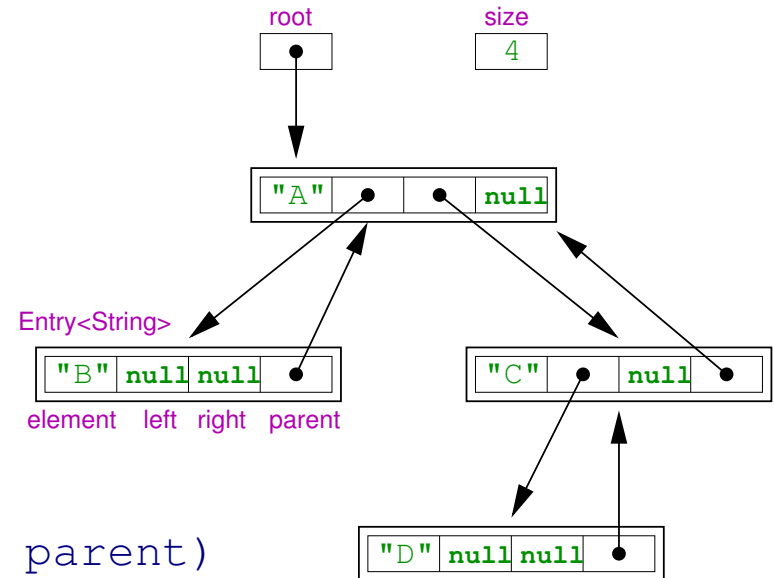 root size
4
"A" null
Entry<String>
"B" null null "C" null
element left right parent
parent) "D" null null